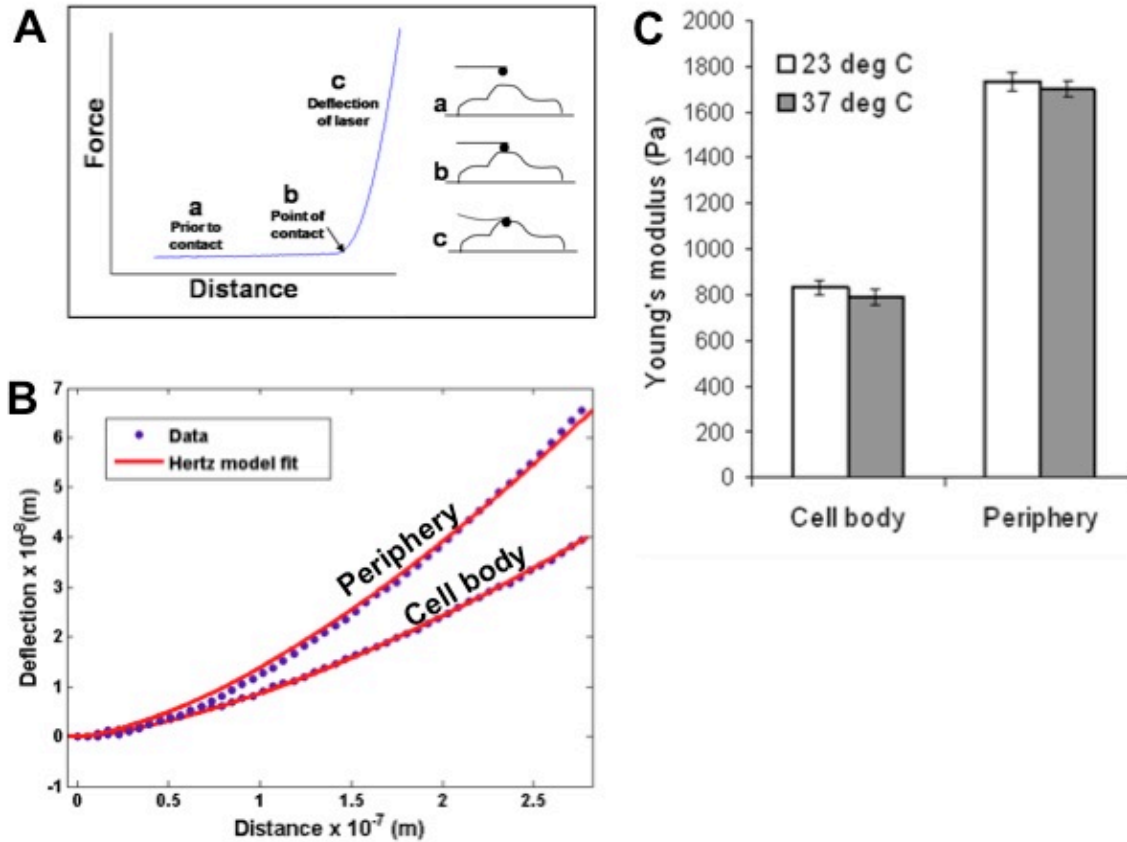 A
Force
c
Deflection
of laser
b
Point of
contact
a
Prior to
contact
Distance
a
b
c
B
7
6
5
4
3
2
1
0
-1
Deflection x 10-8(m)
Data
Hertz model fit
Periphery
Cell body
0
0.5
1
1.5
2
2.5
Distance x 10-7 (m)
C
Young's modulus (Pa)
2000
1800
1600
1400
1200
1000
800
600
400
200
0
23 deg C
37 deg C
Cell body
Periphery